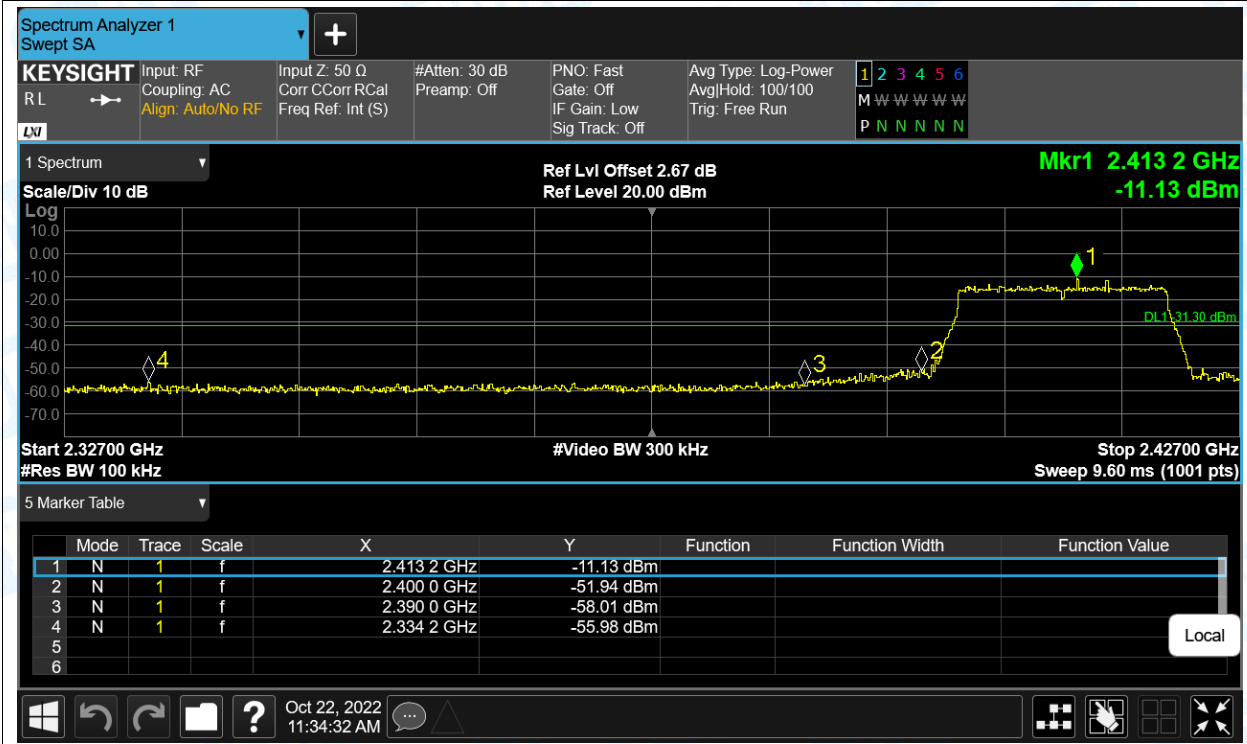 Spectrum Analyzer 1
Swept SA
+
KEYSIGHT
R L
LXI
Input: RF
Coupling: AC
Align: Auto/No RF
Input Z: 50 Ω
Corr CCorr RCal
Freq Ref: Int (S)
#Atten: 30 dB
Preamp: Off
PNO: Fast
Gate: Off
IF Gain: Low
Sig Track: Off
Avg Type: Log-Power
Avg|Hold: 100/100
Trig: Free Run
1 2 3 4 5 6
M W W W W W
P N N N N N
1 Spectrum
Scale/Div 10 dB
Ref Lvl Offset 2.67 dB
Ref Level 20.00 dBm
Mkr1 2.413 2 GHz
-11.13 dBm
Log
10.0
0.00
-10.0
-20.0
-30.0
-40.0
-50.0
-60.0
-70.0
1
DL1 -31.30 dBm
2
3
4
Start 2.32700 GHz
#Video BW 300 kHz
Stop 2.42700 GHz
#Res BW 100 kHz
Sweep 9.60 ms (1001 pts)
5 Marker Table
Mode Trace Scale X Y Function Function Width Function Value
1 N 1 f 2.413 2 GHz -11.13 dBm
2 N 1 f 2.400 0 GHz -51.94 dBm
3 N 1 f 2.390 0 GHz -58.01 dBm
4 N 1 f 2.334 2 GHz -55.98 dBm
5
6
Local
?
Oct 22, 2022
11:34:32 AM